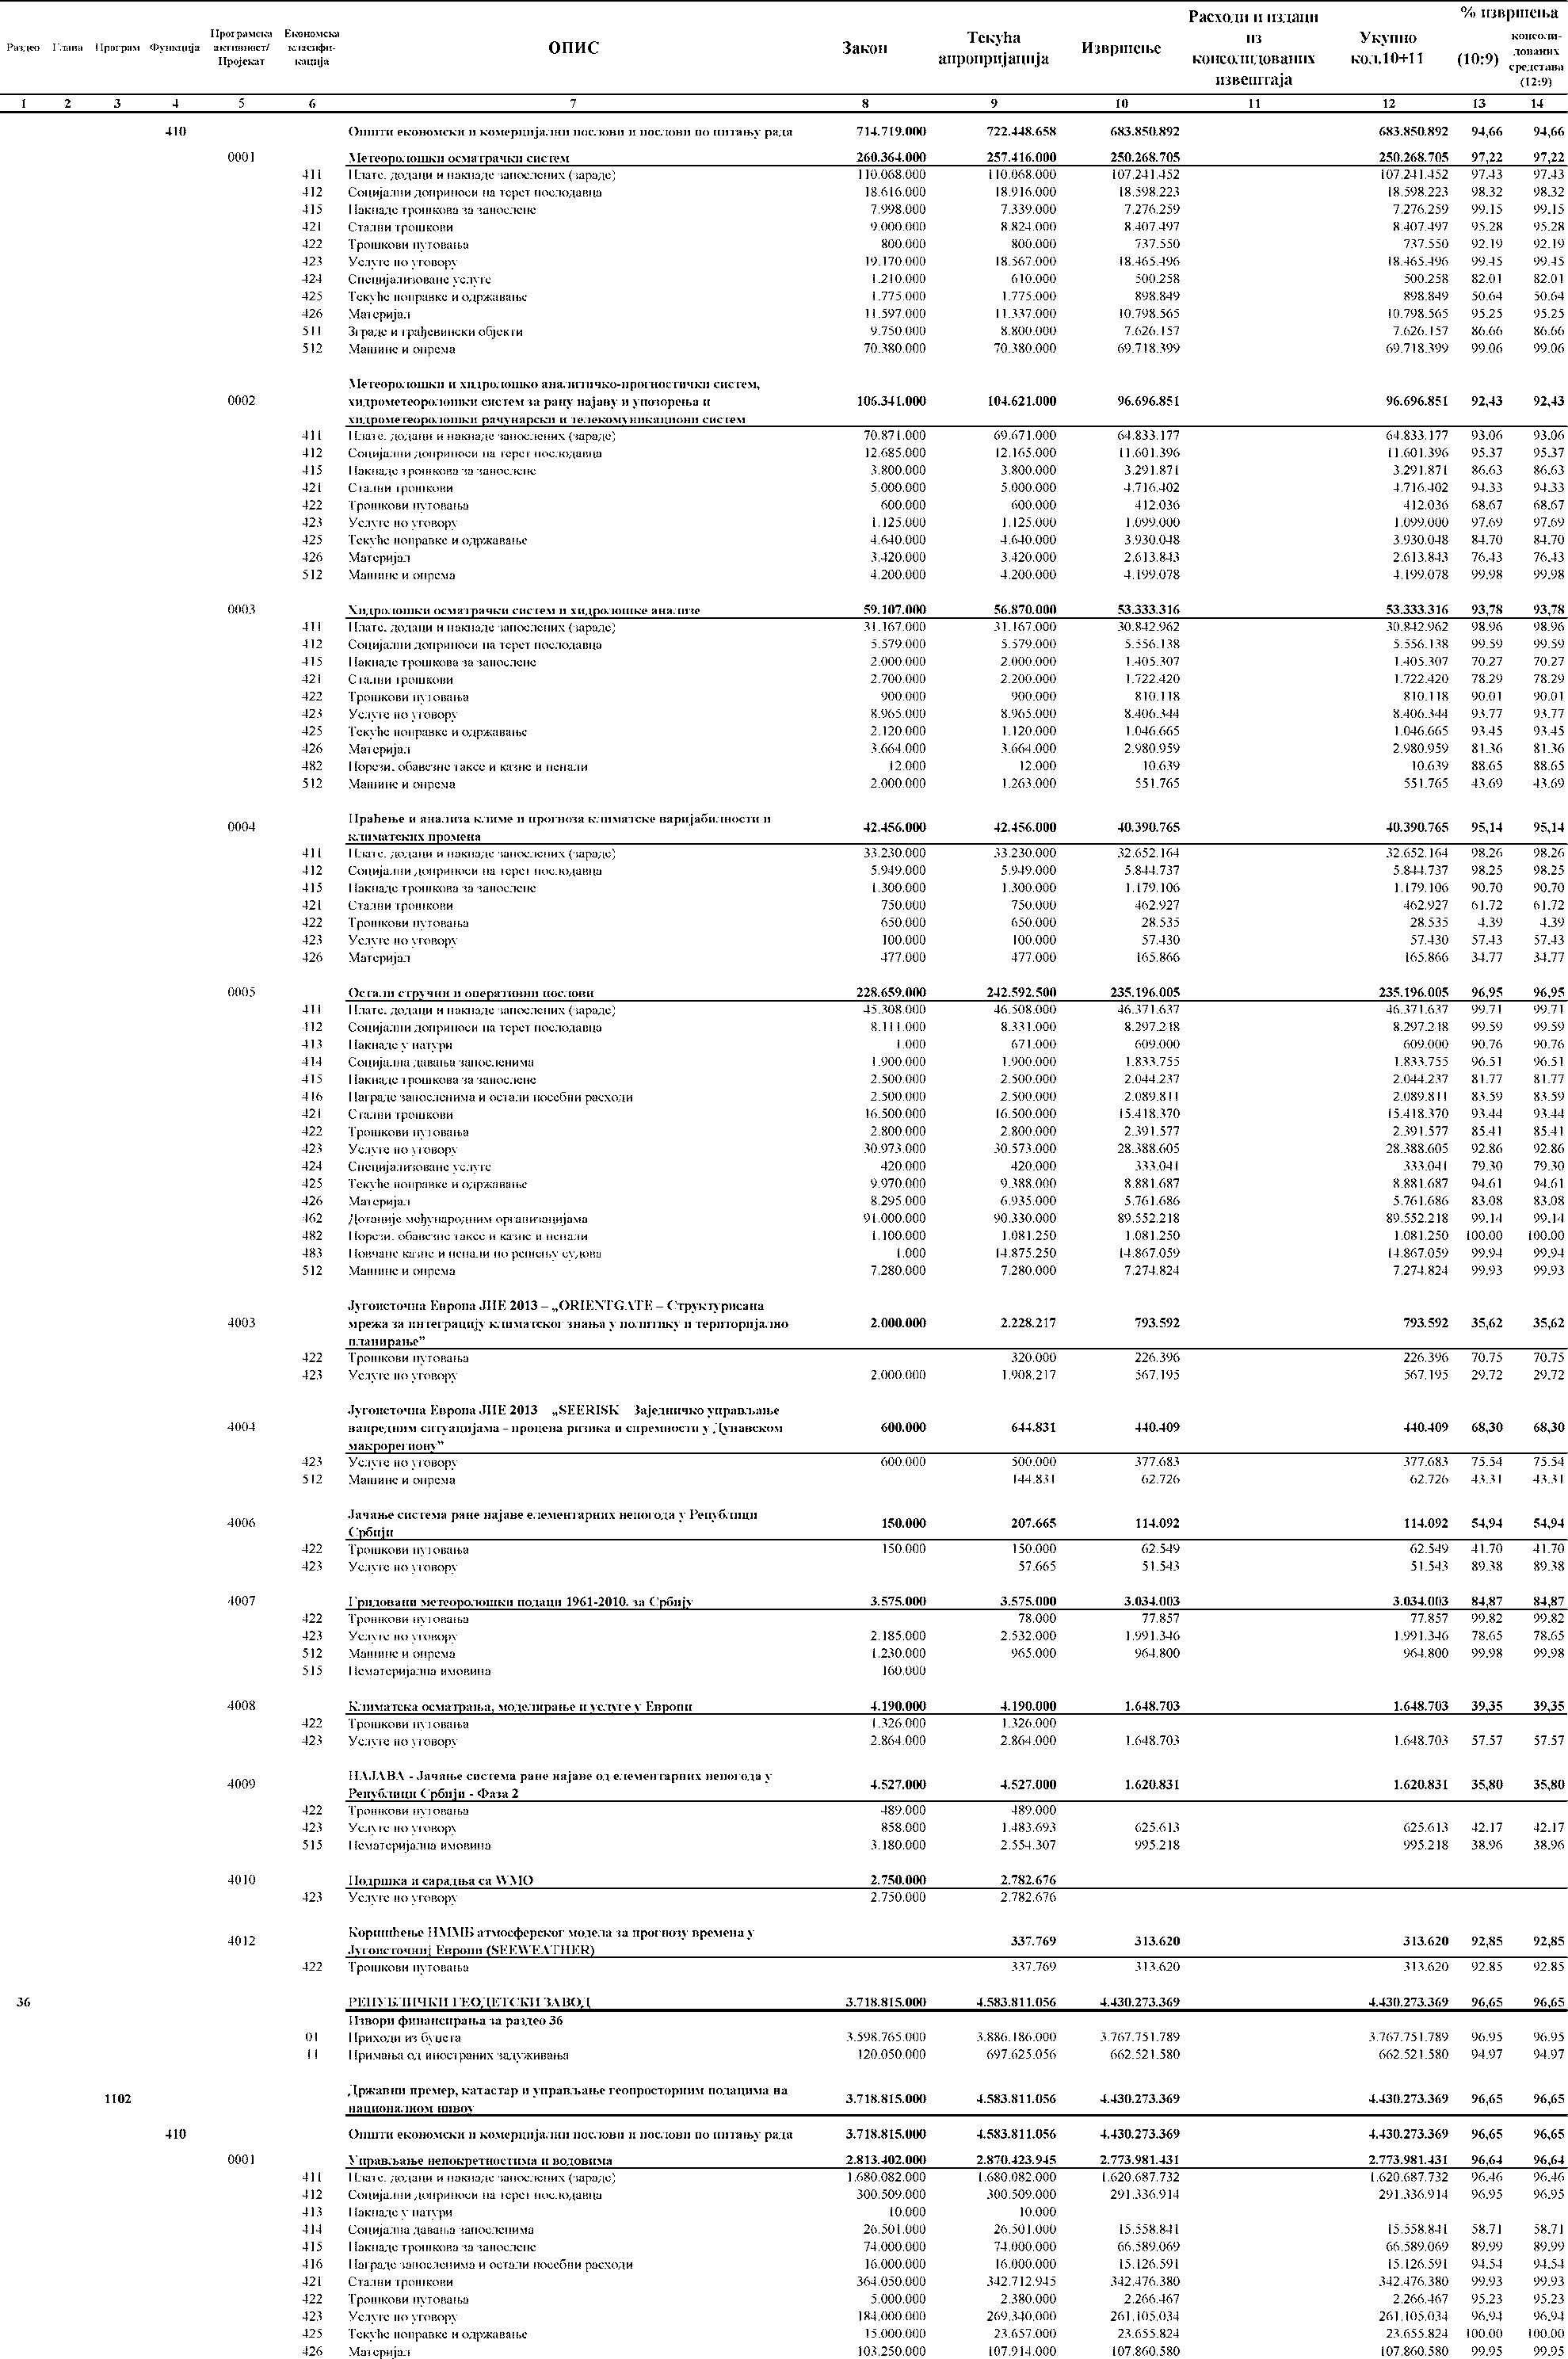 Раздео Глава Програм Функција Програмска активност/ Пројекат Економска класифи-кација ОПИС Закон Текућа апропријација Извршење Расходи и издаци из консолидованих извештаја Укупно кол.10+11 % извршења (10:9) консоли-дованих средстава (12:9)
1 2 3 4 5 6 7 8 9 10 11 12 13 14
410 Општи економски и комерцијални послови и послови по питању рада 714.719.000 722.448.658 683.850.892 683.850.892 94,66 94,66
0001 Метеоролошки осматрачки систем 260.364.000 257.416.000 250.268.705 250.268.705 97,22 97,22
411 Плате, додаци и накнаде запослених (зараде) 110.068.000 110.068.000 107.241.452 107.241.452 97.43 97.43
412 Социјални доприноси на терет послодавца 18.616.000 18.916.000 18.598.223 18.598.223 98.32 98.32
415 Накнаде трошкова за запослене 7.998.000 7.339.000 7.276.259 7.276.259 99.15 99.15
421 Стални трошкови 9.000.000 8.824.000 8.407.497 8.407.497 95.28 95.28
422 Трошкови путовања 800.000 800.000 737.550 737.550 92.19 92.19
423 Услуге по уговору 19.170.000 18.567.000 18.465.496 18.465.496 99.45 99.45
424 Специјализоване услуге 1.210.000 610.000 500.258 500.258 82.01 82.01
425 Текуће поправке и одржавање 1.775.000 1.775.000 898.849 898.849 50.64 50.64
426 Материјал 11.597.000 11.337.000 10.798.565 10.798.565 95.25 95.25
511 Зграде и грађевински објекти 9.750.000 8.800.000 7.626.157 7.626.157 86.66 86.66
512 Машине и опрема 70.380.000 70.380.000 69.718.399 69.718.399 99.06 99.06
Метеоролошки и хидролошко аналитичко-прогностички систем,
0002 хидрометеоролошки систем за рану најаву и упозорења и 106.341.000 104.621.000 96.696.851 96.696.851 92,43 92,43
хидрометеоролошки рачунарски и телекомуникациони систем
411 Плате, додаци и накнаде запослених (зараде) 70.871.000 69.671.000 64.833.177 64.833.177 93.06 93.06
412 Социјални доприноси на терет послодавца 12.685.000 12.165.000 11.601.396 11.601.396 95.37 95.37
415 Накнаде трошкова за запослене 3.800.000 3.800.000 3.291.871 3.291.871 86.63 86.63
421 Стални трошкови 5.000.000 5.000.000 4.716.402 4.716.402 94.33 94.33
422 Трошкови путовања 600.000 600.000 412.036 412.036 68.67 68.67
423 Услуге по уговору 1.125.000 1.125.000 1.099.000 1.099.000 97.69 97.69
425 Текуће поправке и одржавање 4.640.000 4.640.000 3.930.048 3.930.048 84.70 84.70
426 Материјал 3.420.000 3.420.000 2.613.843 2.613.843 76.43 76.43
512 Машине и опрема 4.200.000 4.200.000 4.199.078 4.199.078 99.98 99.98
0003 Хидролошки осматрачки систем и хидролошке анализе 59.107.000 56.870.000 53.333.316 53.333.316 93,78 93,78
411 Плате, додаци и накнаде запослених (зараде) 31.167.000 31.167.000 30.842.962 30.842.962 98.96 98.96
412 Социјални доприноси на терет послодавца 5.579.000 5.579.000 5.556.138 5.556.138 99.59 99.59
415 Накнаде трошкова за запослене 2.000.000 2.000.000 1.405.307 1.405.307 70.27 70.27
421 Стални трошкови 2.700.000 2.200.000 1.722.420 1.722.420 78.29 78.29
422 Трошкови путовања 900.000 900.000 810.118 810.118 90.01 90.01
423 Услуге по уговору 8.965.000 8.965.000 8.406.344 8.406.344 93.77 93.77
425 Текуће поправке и одржавање 2.120.000 1.120.000 1.046.665 1.046.665 93.45 93.45
426 Материјал 3.664.000 3.664.000 2.980.959 2.980.959 81.36 81.36
482 Порези, обавезне таксе и казне и пенали 12.000 12.000 10.639 10.639 88.65 88.65
512 Машине и опрема 2.000.000 1.263.000 551.765 551.765 43.69 43.69
0004 Праћење и анализа климе и прогноза климатске варијабилности и климатских промена 42.456.000 42.456.000 40.390.765 40.390.765 95,14 95,14
411 Плате, додаци и накнаде запослених (зараде) 33.230.000 33.230.000 32.652.164 32.652.164 98.26 98.26
412 Социјални доприноси на терет послодавца 5.949.000 5.949.000 5.844.737 5.844.737 98.25 98.25
415 Накнаде трошкова за запослене 1.300.000 1.300.000 1.179.106 1.179.106 90.70 90.70
421 Стални трошкови 750.000 750.000 462.927 462.927 61.72 61.72
422 Трошкови путовања 650.000 650.000 28.535 28.535 4.39 4.39
423 Услуге по уговору 100.000 100.000 57.430 57.430 57.43 57.43
426 Материјал 477.000 477.000 165.866 165.866 34.77 34.77
0005 Остали стручни и оперативни послови 228.659.000 242.592.500 235.196.005 235.196.005 96,95 96,95
411 Плате, додаци и накнаде запослених (зараде) 45.308.000 46.508.000 46.371.637 46.371.637 99.71 99.71
412 Социјални доприноси на терет послодавца 8.111.000 8.331.000 8.297.248 8.297.248 99.59 99.59
413 Накнаде у натури 1.000 671.000 609.000 609.000 90.76 90.76
414 Социјална давања запосленима 1.900.000 1.900.000 1.833.755 1.833.755 96.51 96.51
415 Накнаде трошкова за запослене 2.500.000 2.500.000 2.044.237 2.044.237 81.77 81.77
416 Награде запосленима и остали посебни расходи 2.500.000 2.500.000 2.089.811 2.089.811 83.59 83.59
421 Стални трошкови 16.500.000 16.500.000 15.418.370 15.418.370 93.44 93.44
422 Трошкови путовања 2.800.000 2.800.000 2.391.577 2.391.577 85.41 85.41
423 Услуге по уговору 30.973.000 30.573.000 28.388.605 28.388.605 92.86 92.86
424 Специјализоване услуге 420.000 420.000 333.041 333.041 79.30 79.30
425 Текуће поправке и одржавање 9.970.000 9.388.000 8.881.687 8.881.687 94.61 94.61
426 Материјал 8.295.000 6.935.000 5.761.686 5.761.686 83.08 83.08
462 Дотације међународним организацијама 91.000.000 90.330.000 89.552.218 89.552.218 99.14 99.14
482 Порези, обавезне таксе и казне и пенали 1.100.000 1.081.250 1.081.250 1.081.250 100.00 100.00
483 Новчане казне и пенали по решењу судова 1.000 14.875.250 14.867.059 14.867.059 99.94 99.94
512 Машине и опрема 7.280.000 7.280.000 7.274.824 7.274.824 99.93 99.93
Југоисточна Европа ЈИЕ 2013 – „ORIENTGATE – Структурисана
4003 мрежа за интеграцију климатског знања у политику и територијално 2.000.000 2.228.217 793.592 793.592 35,62 35,62
планирање”
422 Трошкови путовања 320.000 226.396 226.396 70.75 70.75
423 Услуге по уговору 2.000.000 1.908.217 567.195 567.195 29.72 29.72
Југоисточна Европа ЈИЕ 2013 – „SEERISK – Заједничко управљање
4004 ванредним ситуацијама - процена ризика и спремности у Дунавском 600.000 644.831 440.409 440.409 68,30 68,30
макрорегиону”
423 Услуге по уговору 600.000 500.000 377.683 377.683 75.54 75.54
512 Машине и опрема 144.831 62.726 62.726 43.31 43.31
4006 Јачање система ране најаве елементарних непогода у Републици Србији 150.000 207.665 114.092 114.092 54,94 54,94
422 Трошкови путовања 150.000 150.000 62.549 62.549 41.70 41.70
423 Услуге по уговору 57.665 51.543 51.543 89.38 89.38
4007 Гридовани метеоролошки подаци 1961-2010. за Србију 3.575.000 3.575.000 3.034.003 3.034.003 84,87 84,87
422 Трошкови путовања 78.000 77.857 77.857 99.82 99.82
423 Услуге по уговору 2.185.000 2.532.000 1.991.346 1.991.346 78.65 78.65
512 Машине и опрема 1.230.000 965.000 964.800 964.800 99.98 99.98
515 Нематеријална имовина 160.000
4008 Климатска осматрања, моделирање и услуге у Европи 4.190.000 4.190.000 1.648.703 1.648.703 39,35 39,35
422 Трошкови путовања 1.326.000 1.326.000
423 Услуге по уговору 2.864.000 2.864.000 1.648.703 1.648.703 57.57 57.57
4009 НАЈАВА - Јачање система ране најаве од елементарних непогода у Републици Србији - Фаза 2 4.527.000 4.527.000 1.620.831 1.620.831 35,80 35,80
422 Трошкови путовања 489.000 489.000
423 Услуге по уговору 858.000 1.483.693 625.613 625.613 42.17 42.17
515 Нематеријална имовина 3.180.000 2.554.307 995.218 995.218 38.96 38.96
4010 Подршка и сарадња са WMO 2.750.000 2.782.676
423 Услуге по уговору 2.750.000 2.782.676
4012 Коришћење НММБ атмосферског модела за прогнозу времена у Југоисточниј Европи (SEEWEATHER) 337.769 313.620 313.620 92,85 92,85
422 Трошкови путовања 337.769 313.620 313.620 92.85 92.85
36 РЕПУБЛИЧКИ ГЕОДЕТСКИ ЗАВОД 3.718.815.000 4.583.811.056 4.430.273.369 4.430.273.369 96,65 96,65
Извори финансирања за раздео 36
01 Приходи из буџета 3.598.765.000 3.886.186.000 3.767.751.789 3.767.751.789 96.95 96.95
11 Примања од иностраних задуживања 120.050.000 697.625.056 662.521.580 662.521.580 94.97 94.97
1102 Државни премер, катастар и управљање геопросторним подацима на националном нивоу 3.718.815.000 4.583.811.056 4.430.273.369 4.430.273.369 96,65 96,65
410 Општи економски и комерцијални послови и послови по питању рада 3.718.815.000 4.583.811.056 4.430.273.369 4.430.273.369 96,65 96,65
0001 Управљање непокретностима и водовима 2.813.402.000 2.870.423.945 2.773.981.431 2.773.981.431 96,64 96,64
411 Плате, додаци и накнаде запослених (зараде) 1.680.082.000 1.680.082.000 1.620.687.732 1.620.687.732 96.46 96.46
412 Социјални доприноси на терет послодавца 300.509.000 300.509.000 291.336.914 291.336.914 96.95 96.95
413 Накнаде у натури 10.000 10.000
414 Социјална давања запосленима 26.501.000 26.501.000 15.558.841 15.558.841 58.71 58.71
415 Накнаде трошкова за запослене 74.000.000 74.000.000 66.589.069 66.589.069 89.99 89.99
416 Награде запосленима и остали посебни расходи 16.000.000 16.000.000 15.126.591 15.126.591 94.54 94.54
421 Стални трошкови 364.050.000 342.712.945 342.476.380 342.476.380 99.93 99.93
422 Трошкови путовања 5.000.000 2.380.000 2.266.467 2.266.467 95.23 95.23
423 Услуге по уговору 184.000.000 269.340.000 261.105.034 261.105.034 96.94 96.94
425 Текуће поправке и одржавање 15.000.000 23.657.000 23.655.824 23.655.824 100.00 100.00
426 Материјал 103.250.000 107.914.000 107.860.580 107.860.580 99.95 99.95